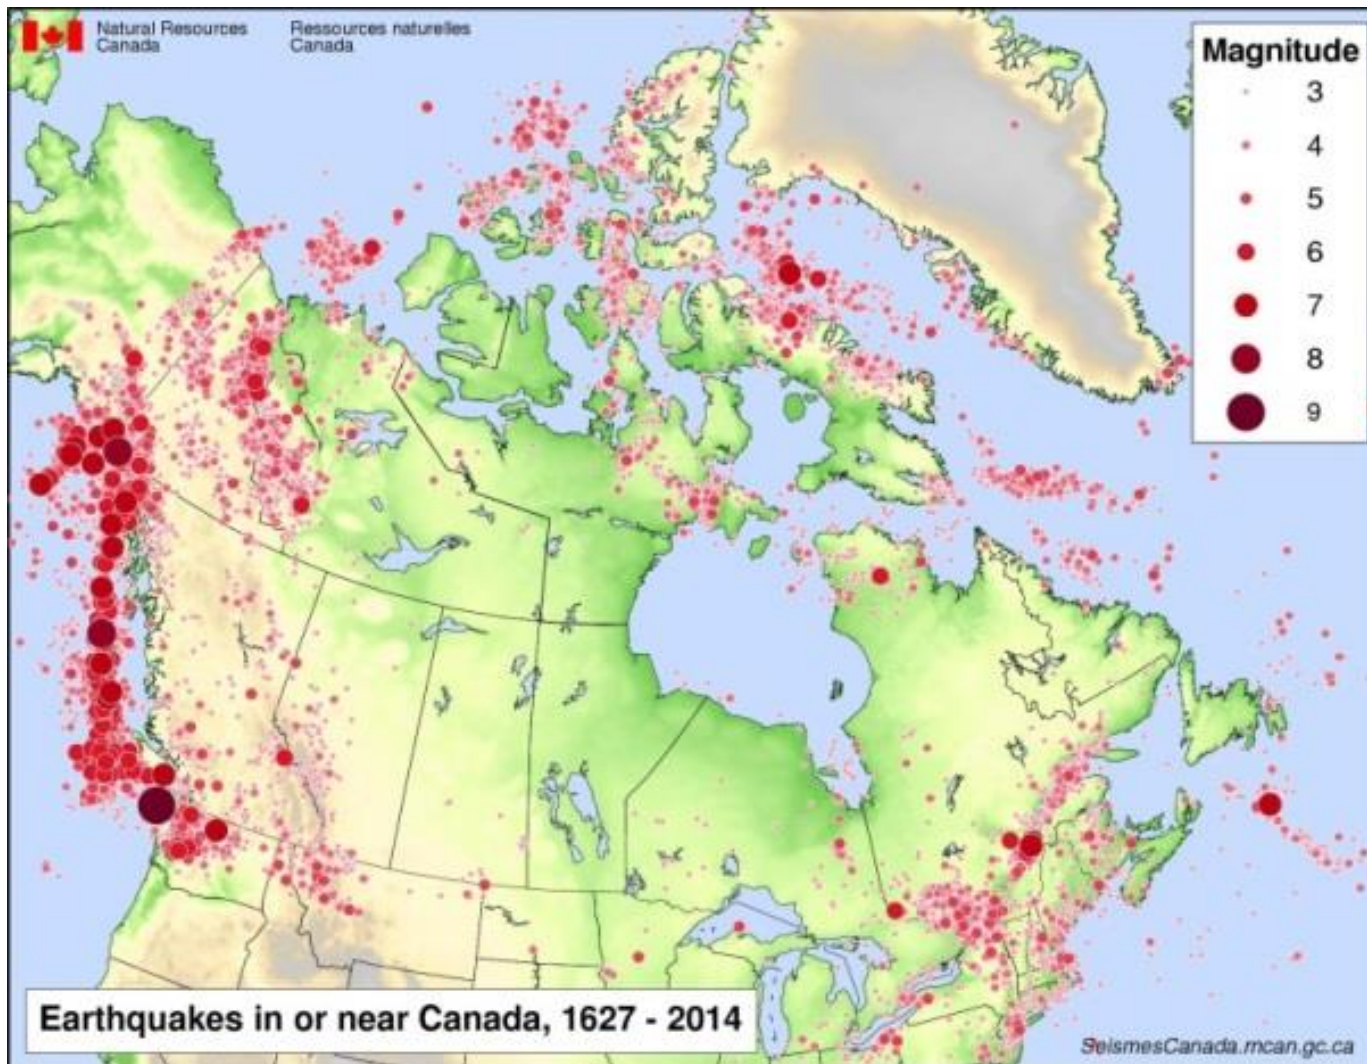 Natural Resources
Canada
Ressources naturelles
Canada
Magnitude
3
4
5
6
7
8
9
Earthquakes in or near Canada, 1627 - 2014
SeismesCanada.rncan.gc.ca